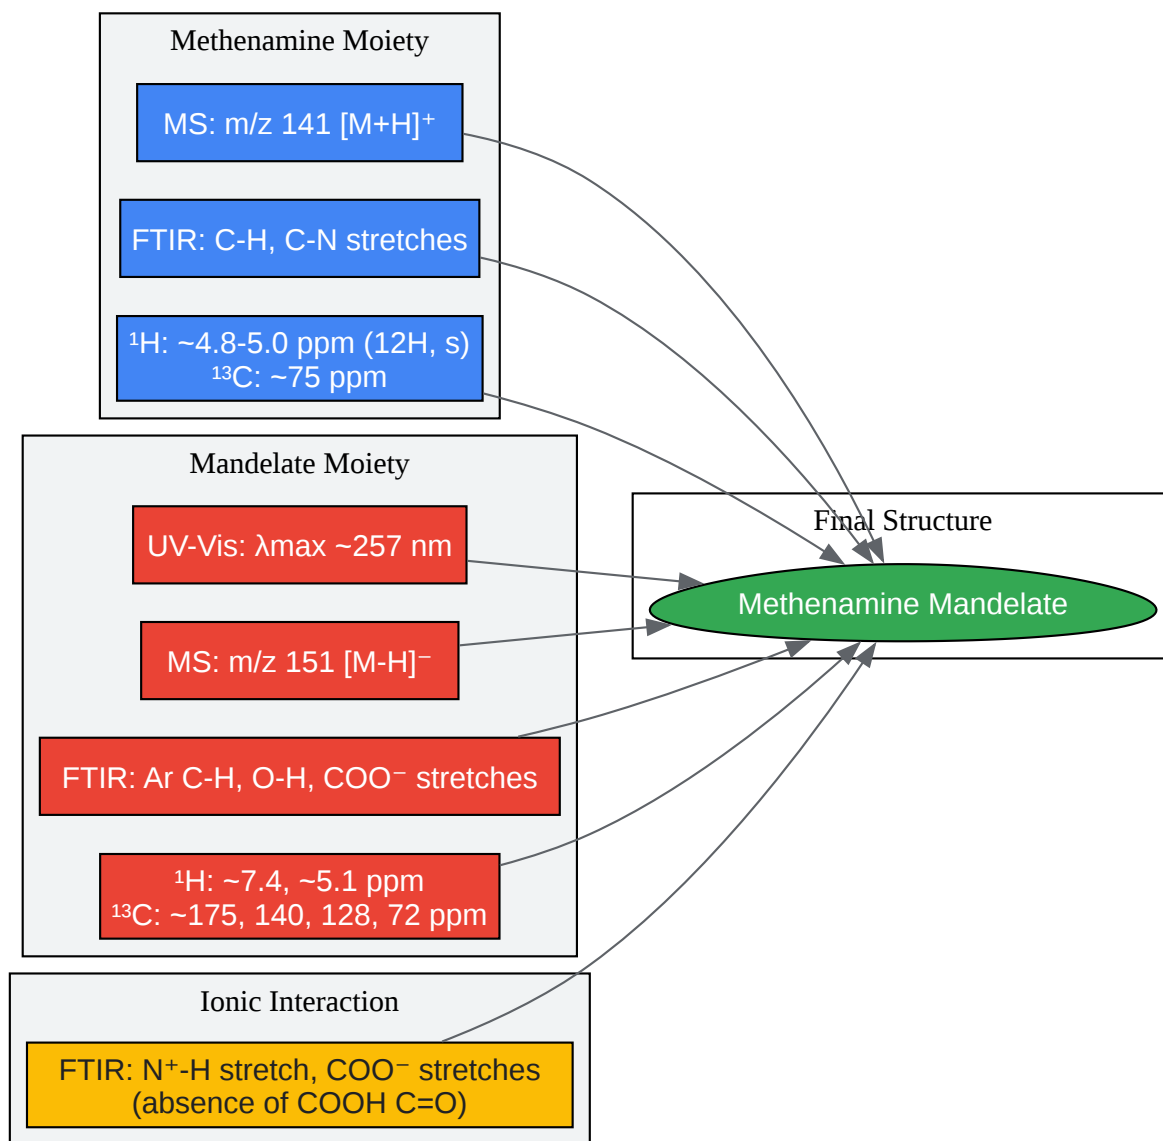 Methenamine Moiety
MS: m/z 141 [M+H]⁺
FTIR: C-H, C-N stretches
¹H: ~4.8-5.0 ppm (12H, s)
¹³C: ~75 ppm
Mandelate Moiety
UV-Vis: λmax ~257 nm
MS: m/z 151 [M-H]⁻
FTIR: Ar C-H, O-H, COO⁻ stretches
¹H: ~7.4, ~5.1 ppm
¹³C: ~175, 140, 128, 72 ppm
Ionic Interaction
FTIR: N⁺-H stretch, COO⁻ stretches
(absence of COOH C=O)
Final Structure
Methenamine Mandelate